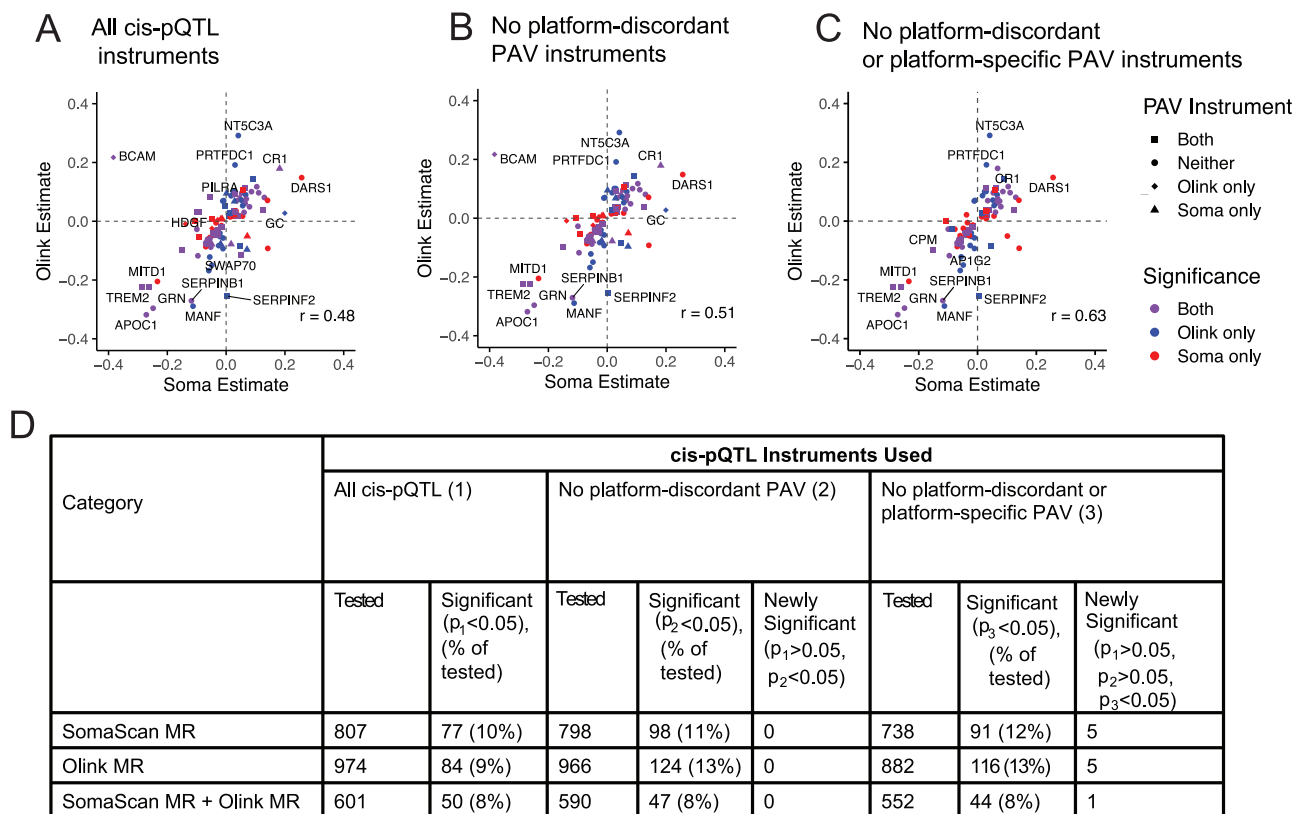 A
All cis-pQTL
instruments
B
No platform-discordant
PAV instruments
C
No platform-discordant
or platform-specific PAV instruments
Olink Estimate
0.4
0.2
0.0
−0.2
−0.4
NT5C3A
PRTFDC1
CR1
BCAM
DARS1
PILRA
HDGF
GC
SWAP70
MITD1
SERPINB1
TREM2
GRN
SERPINF2
APOC1
MANF
r = 0.48
−0.4
−0.2
0.0
0.2
0.4
Soma Estimate
Olink Estimate
0.4
0.2
0.0
−0.2
−0.4
NT5C3A
PRTFDC1
CR1
BCAM
DARS1
GC
MITD1
SERPINB1
TREM2
GRN
SERPINF2
APOC1
MANF
r = 0.51
−0.4
−0.2
0.0
0.2
0.4
Soma Estimate
Olink Estimate
0.4
0.2
0.0
−0.2
−0.4
NT5C3A
PRTFDC1
CR1
DARS1
CPM
AP1G2
MITD1
SERPINB1
TREM2
GRN
SERPINF2
APOC1
MANF
r = 0.63
−0.4
−0.2
0.0
0.2
0.4
Soma Estimate
PAV Instrument
Both
Neither
Olink only
Soma only
Significance
Both
Olink only
Soma only
D
cis-pQTL Instruments Used
Category
All cis-pQTL (1)
No platform-discordant PAV (2)
No platform-discordant or
platform-specific PAV (3)
Tested
Significant
(p1<0.05),
(% of
tested)
Tested
Significant
(p2<0.05),
(% of
tested)
Newly
Significant
(p1>0.05,
p2<0.05)
Tested
Significant
(p3<0.05),
(% of
tested)
Newly
Significant
(p1>0.05,
p2>0.05,
p3<0.05)
SomaScan MR 807 77 (10%) 798 98 (11%) 0 738 91 (12%) 5
Olink MR 974 84 (9%) 966 124 (13%) 0 882 116 (13%) 5
SomaScan MR + Olink MR 601 50 (8%) 590 47 (8%) 0 552 44 (8%) 1